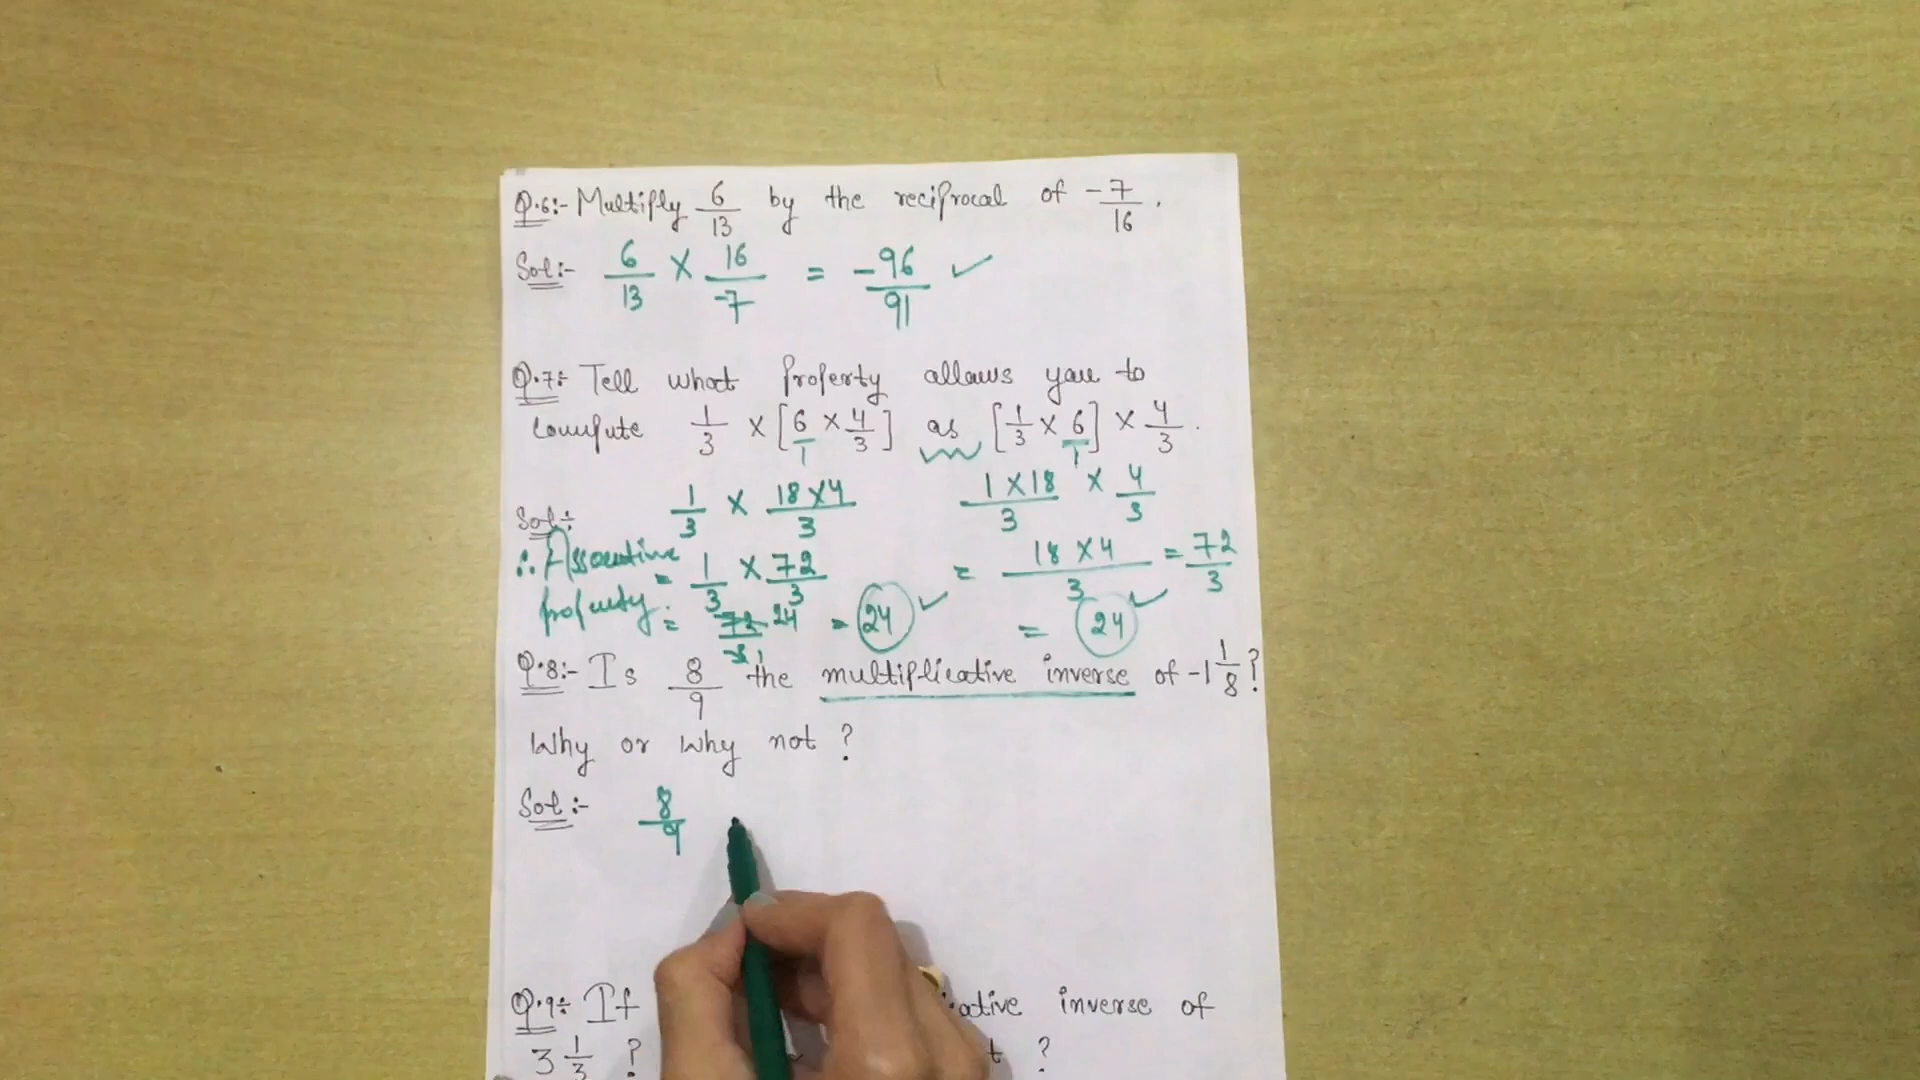 Q.6:- Multiply 6/13 by the reciprocal of -7/16.
Sol:- 6/13 × 16/-7 = -96/91 ✓
Q.7:- Tell what property allows you to
compute 1/3 × [6/1 × 4/3] as [1/3 × 6/1] × 4/3.
Sol:- 1/3 × 18×4/3   1×18/3 × 4/3
∴ Associative = 1/3 × 72/3   = 18×4/3 = 72/3
property. = 72/3 24/1 = 24 ✓   = 24 ✓
Q.8:- Is 8/9 the multiplicative inverse of -1 1/8?
Why or why not?
Sol:- 8/9
Q.9:- If inverse of
3 1/3 ? ?